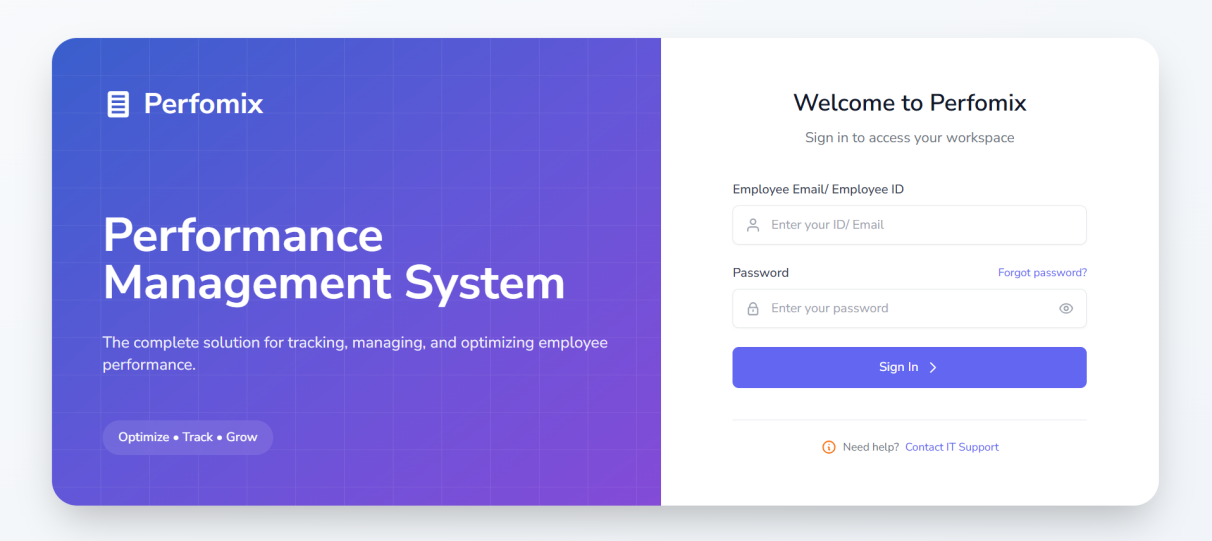 Perfomix
Performance
Management System
The complete solution for tracking, managing, and optimizing employee
performance.
Optimize • Track • Grow
Welcome to Perfomix
Sign in to access your workspace
Employee Email/ Employee ID
Enter your ID/ Email
Password
Forgot password?
Enter your password
Sign In
Need help? Contact IT Support